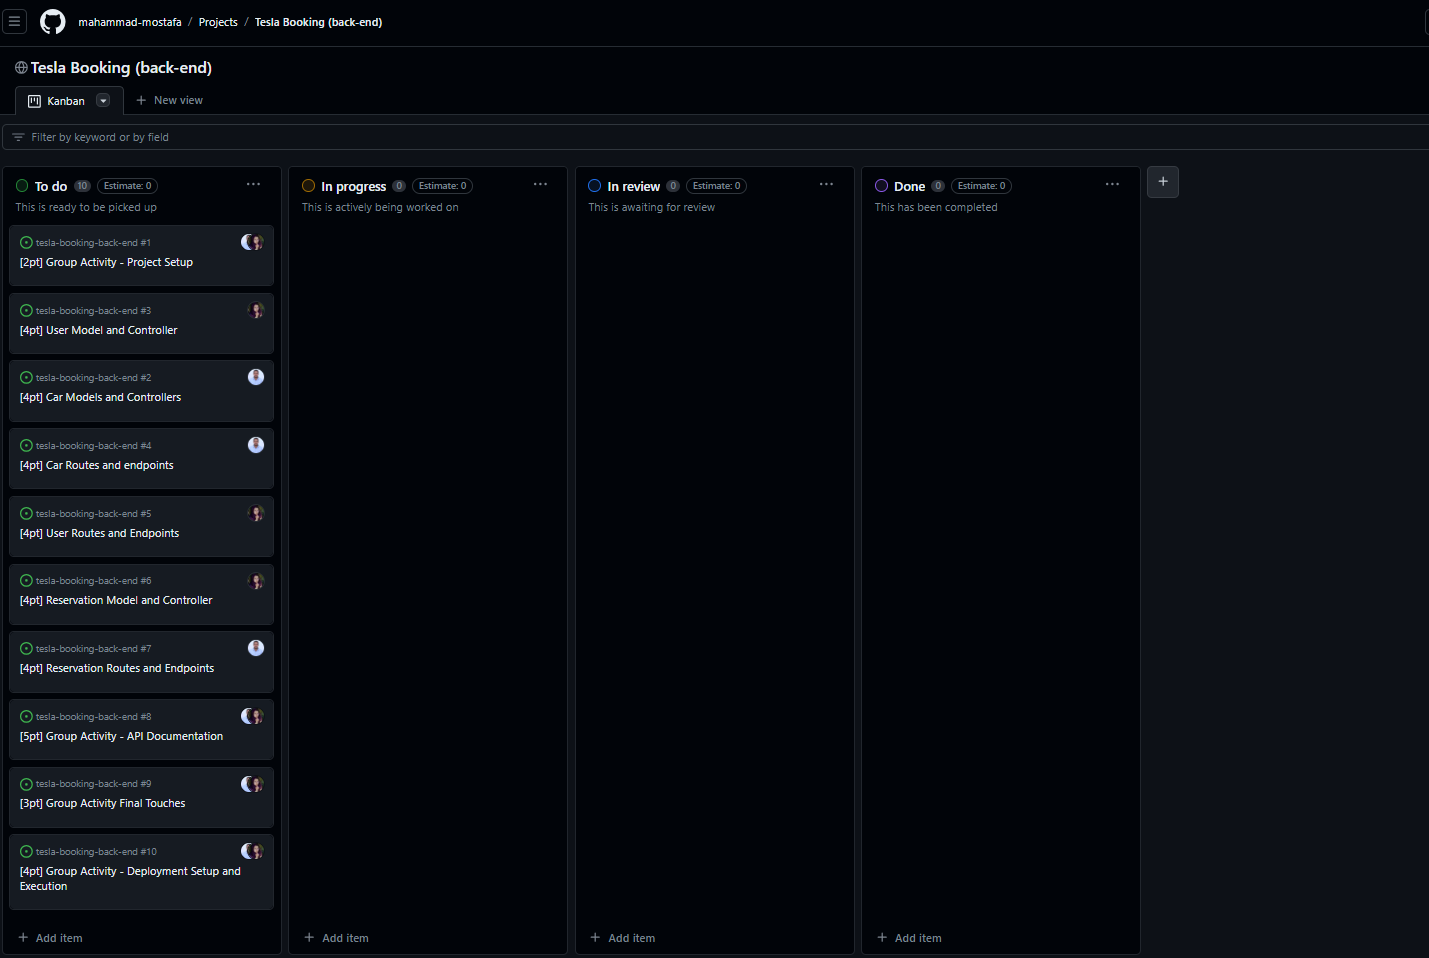 mahammad-mostafa / Projects / Tesla Booking (back-end)
Tesla Booking (back-end)
Kanban
New view
Filter by keyword or by field
To do 10 Estimate: 0
This is ready to be picked up
tesla-booking-back-end #1
[2pt] Group Activity - Project Setup
tesla-booking-back-end #3
[4pt] User Model and Controller
tesla-booking-back-end #2
[4pt] Car Models and Controllers
tesla-booking-back-end #4
[4pt] Car Routes and endpoints
tesla-booking-back-end #5
[4pt] User Routes and Endpoints
tesla-booking-back-end #6
[4pt] Reservation Model and Controller
tesla-booking-back-end #7
[4pt] Reservation Routes and Endpoints
tesla-booking-back-end #8
[5pt] Group Activity - API Documentation
tesla-booking-back-end #9
[3pt] Group Activity Final Touches
tesla-booking-back-end #10
[4pt] Group Activity - Deployment Setup and
Execution
+ Add item
In progress 0 Estimate: 0
This is actively being worked on
+ Add item
In review 0 Estimate: 0
This is awaiting for review
+ Add item
Done 0 Estimate: 0
This has been completed
+ Add item